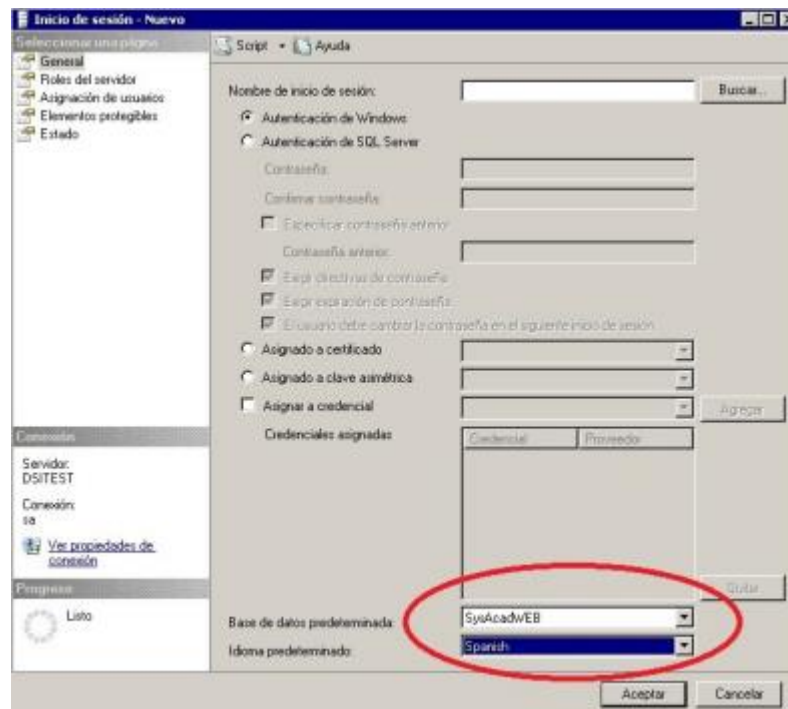 Inicio de sesión - Nuevo
Seleccionar una página
General
Roles del servidor
Asignación de usuarios
Elementos protegibles
Estado
Script
Ayuda
Nombre de inicio de sesión:
Buscar...
Autenticación de Windows
Autenticación de SQL Server
Contraseña:
Confirmar contraseña:
Especificar contraseña anterior
Contraseña anterior:
Exigir directivas de contraseña
Exigir expiración de contraseña
El usuario debe cambiar la contraseña en el siguiente inicio de sesión
Asignado a certificado
Asignado a clave asimétrica
Asignar a credencial
Agregar
Credenciales asignadas
Credencial
Proveedor
Quitar
Base de datos predeterminada:
SysAcadWEB
Idioma predeterminado:
Spanish
Conexión
Servidor:
DSITEST
Conexión:
sa
Ver propiedades de
conexión
Progreso
Listo
Aceptar
Cancelar